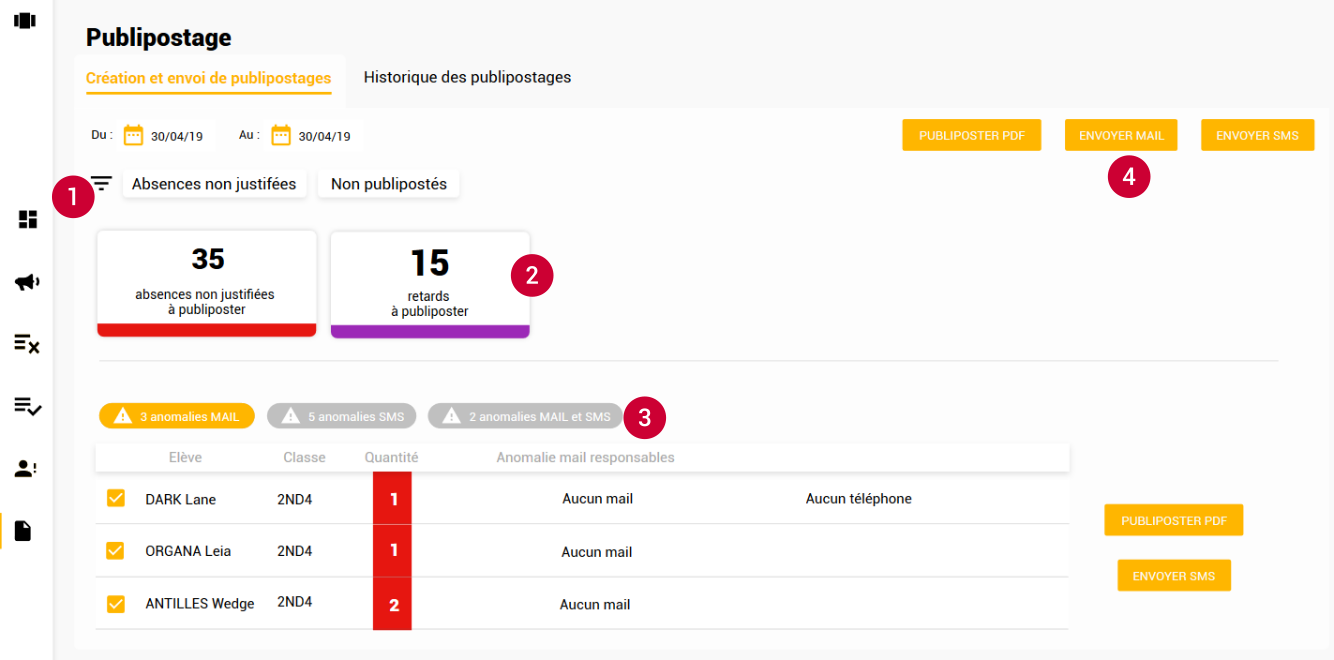 Publipostage
Création et envoi de publipostages Historique des publipostages
Du : 30/04/19 Au : 30/04/19 PUBLIPOSTER PDF ENVOYER MAIL ENVOYER SMS
4
1 Absences non justifées Non publipostés
35
absences non justifiées
à publiposter
15
retards
à publiposter
2
3 anomalies MAIL 5 anomalies SMS 2 anomalies MAIL et SMS 3
Elève Classe Quantité Anomalie mail responsables
DARK Lane 2ND4 1 Aucun mail Aucun téléphone
ORGANA Leia 2ND4 1 Aucun mail
ANTILLES Wedge 2ND4 2 Aucun mail
PUBLIPOSTER PDF
ENVOYER SMS